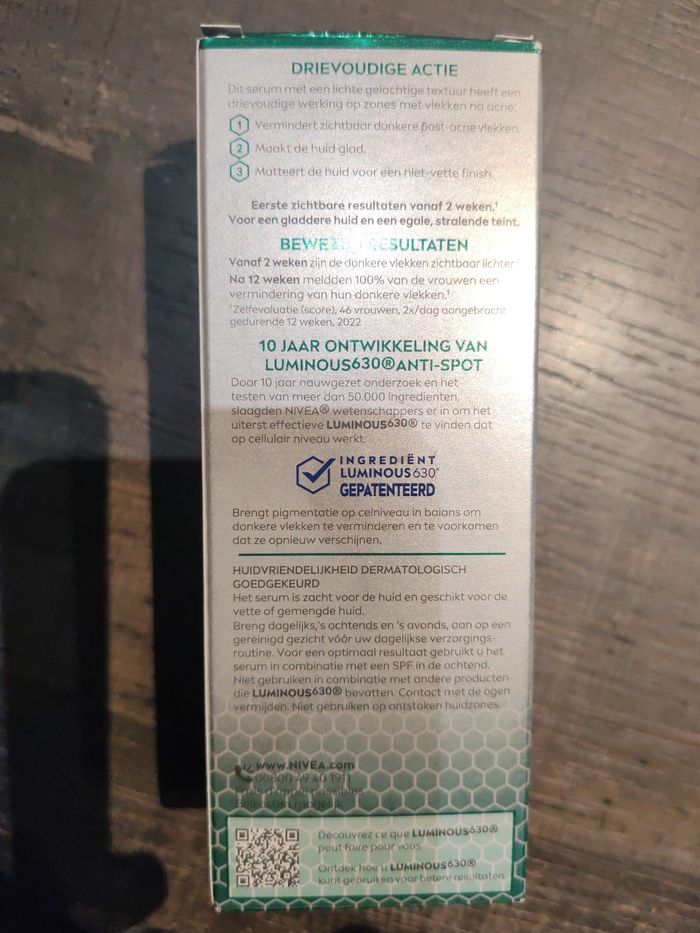 DRIEVOUDIGE ACTIE
Dit serum met een lichte gelachtige textuur heeft een
drievoudige werking op zones met vlekken na acne:
1 Vermindert zichtbaar donkere post-acne vlekken.
2 Maakt de huid glad.
3 Matteert de huid voor een niet-vette finish.
Eerste zichtbare resultaten vanaf 2 weken.¹
Voor een gladdere huid en een egale, stralende teint.
RESULTATEN
Vanaf 2 weken zijn de donkere vlekken zichtbaar lichter.¹
Na 12 weken meldden 100% van de vrouwen een
vermindering van hun donkere vlekken.¹
¹ Zelfevaluatie (score), 46 vrouwen, 2x/dag aangebracht
gedurende 12 weken, 2022
10 JAAR ONTWIKKELING VAN
LUMINOUS630® ANTI-SPOT
Door 10 jaar nauwgezet onderzoek en het
testen van meer dan 50.000 ingrediënten,
slaagden NIVEA® wetenschappers er in om het
uiterst effectieve LUMINOUS630® te vinden dat
op cellulair niveau werkt.
INGREDIËNT
LUMINOUS630®
GEPATENTEERD
Brengt pigmentatie op celniveau in balans om
donkere vlekken te verminderen en te voorkomen
dat ze opnieuw verschijnen.
HUIDVRIENDELIJKHEID DERMATOLOGISCH
GOEDGEKEURD
Het serum is zacht voor de huid en geschikt voor de
vette of gemengde huid.
Breng dagelijks,'s ochtends en 's avonds, aan op een
gereinigd gezicht vóór uw dagelijkse verzorgings-
routine. Voor een optimaal resultaat gebruikt u het
serum in combinatie met een SPF in de ochtend.
Niet gebruiken in combinatie met andere producten
die LUMINOUS630® bevatten. Contact met de ogen
vermijden. Niet gebruiken op antstoken huidzones.
www.NIVEA.com
00800 49 40 1911
Frais d'appel possibles
Belkosten mogelijk
Découvrez ce que LUMINOUS630®
peut faire pour vous
Ontdek hoe u LUMINOUS630®
kunt gebruiken voor betere resultaten